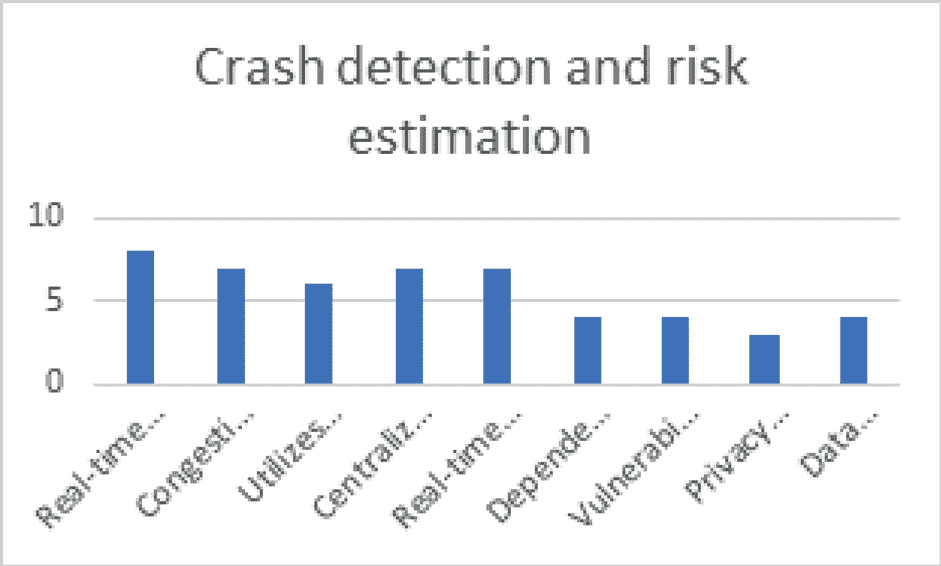 Crash detection and risk
estimation
10
5
0
Real-time...
Congesti...
Utilizes...
Centraliz...
Real-time...
Depende...
Vulnerabi...
Privacy...
Data...